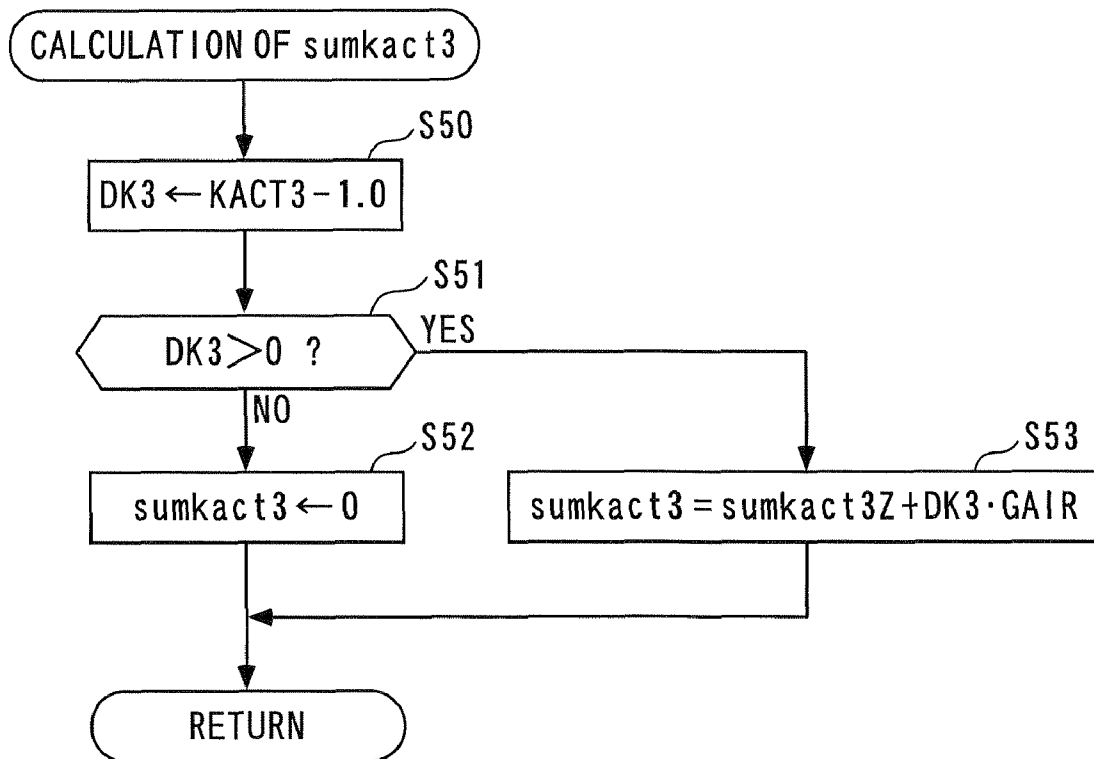 CALCULATION OF sumkact3
S50
DK3←KACT3-1.0
S51
DK3>0 ?
YES
NO
S52
sumkact3←0
S53
sumkact3=sumkact3Z+DK3·GAIR
RETURN